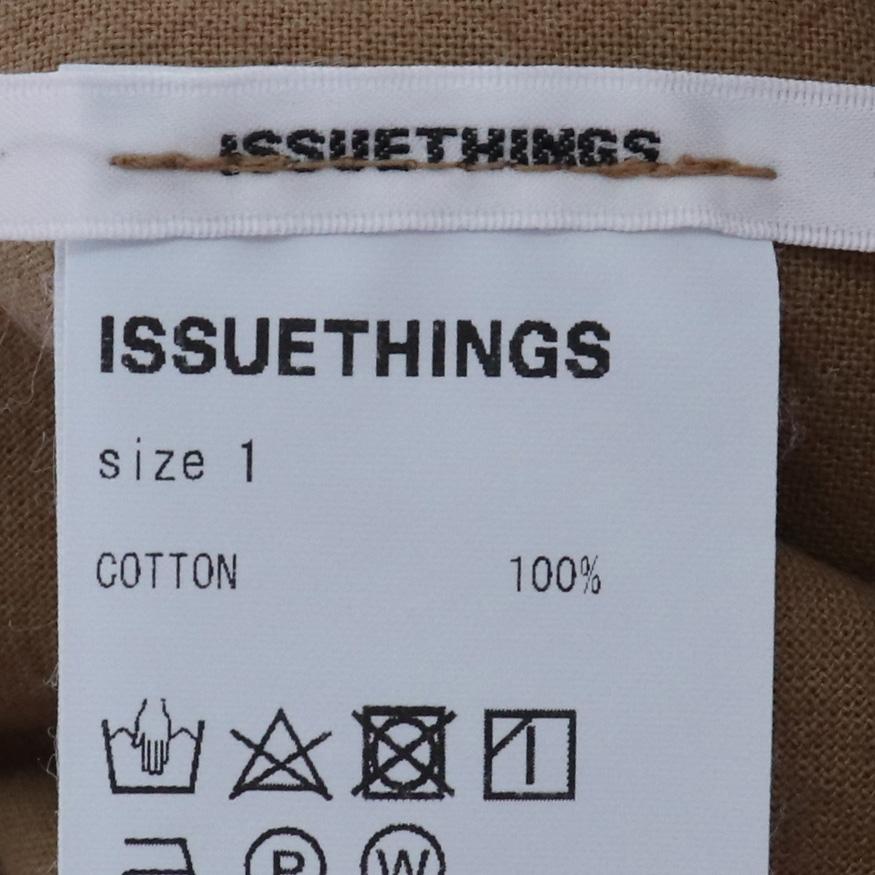 ISSUETHINGS
ISSUETHINGS
size 1
COTTON 100%
P W